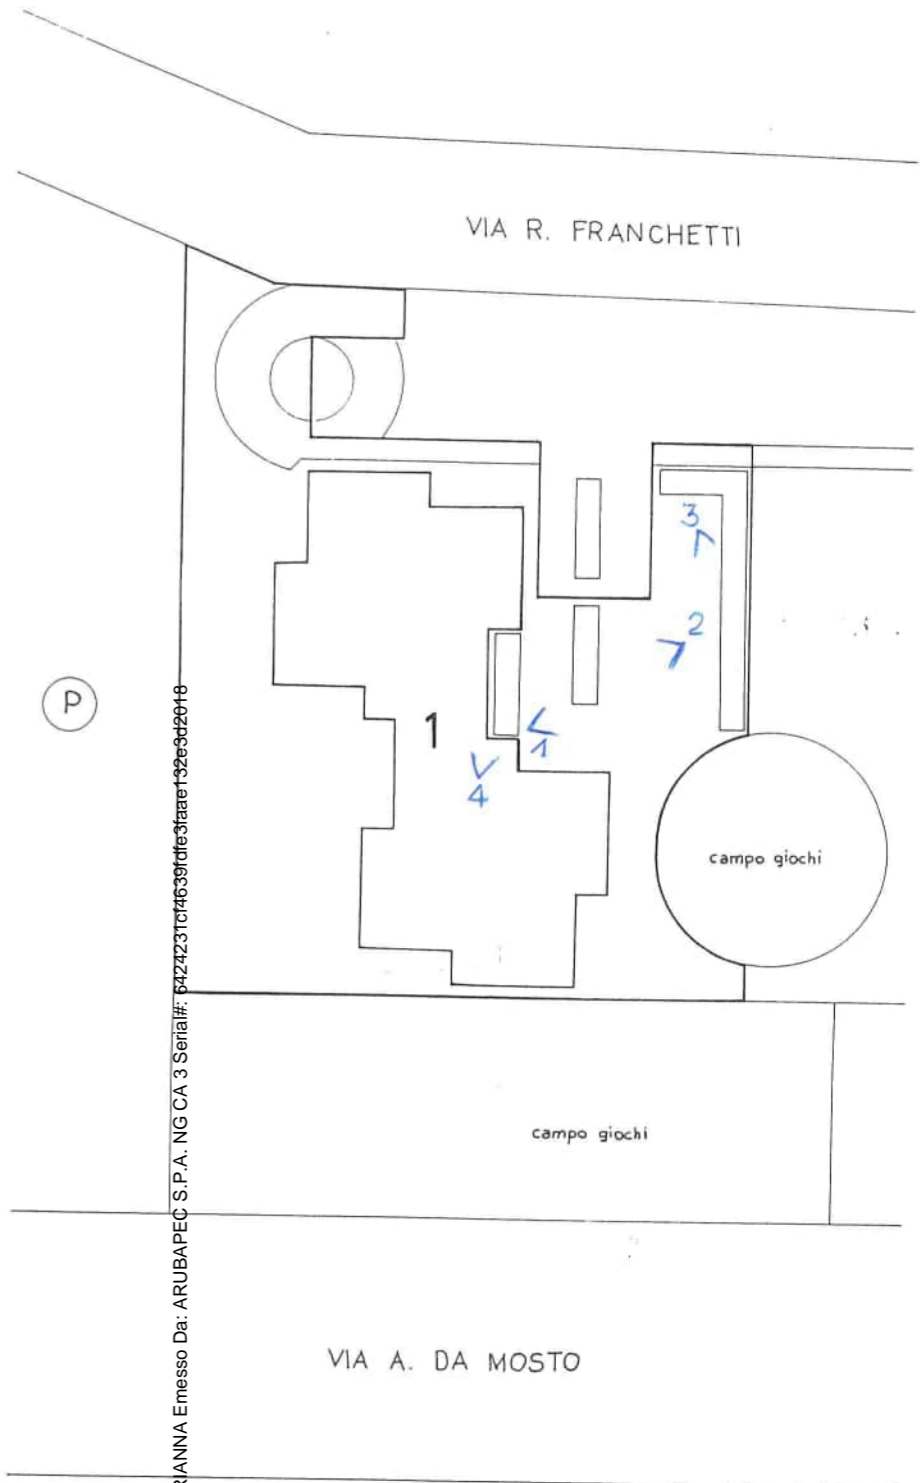 VIA R. FRANCHETTI
3
2
P
1
1
4
campo giochi
campo giochi
VIA A. DA MOSTO
RIANNA Emesso Da: ARUBAPEC S.P.A. NG CA 3 Serial#: 6424231cf4639fdfe3faae132e3d2018